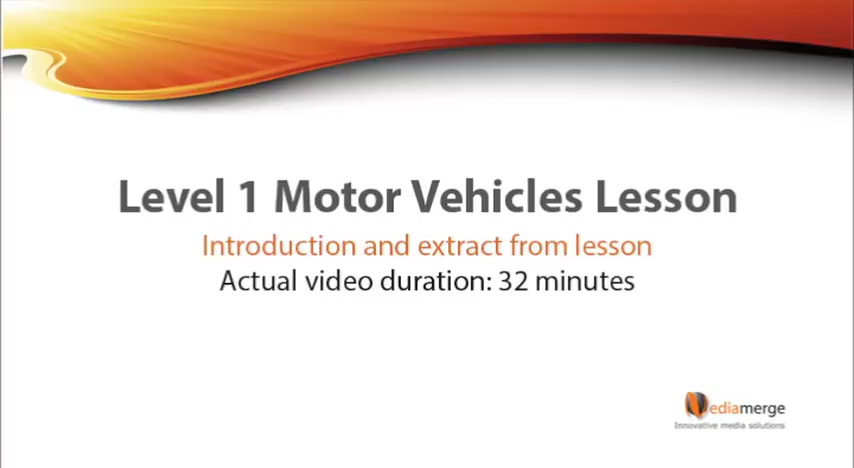 Level 1 Motor Vehicles Lesson
Introduction and extract from lesson
Actual video duration: 32 minutes
Mediamerge
Innovative media solutions